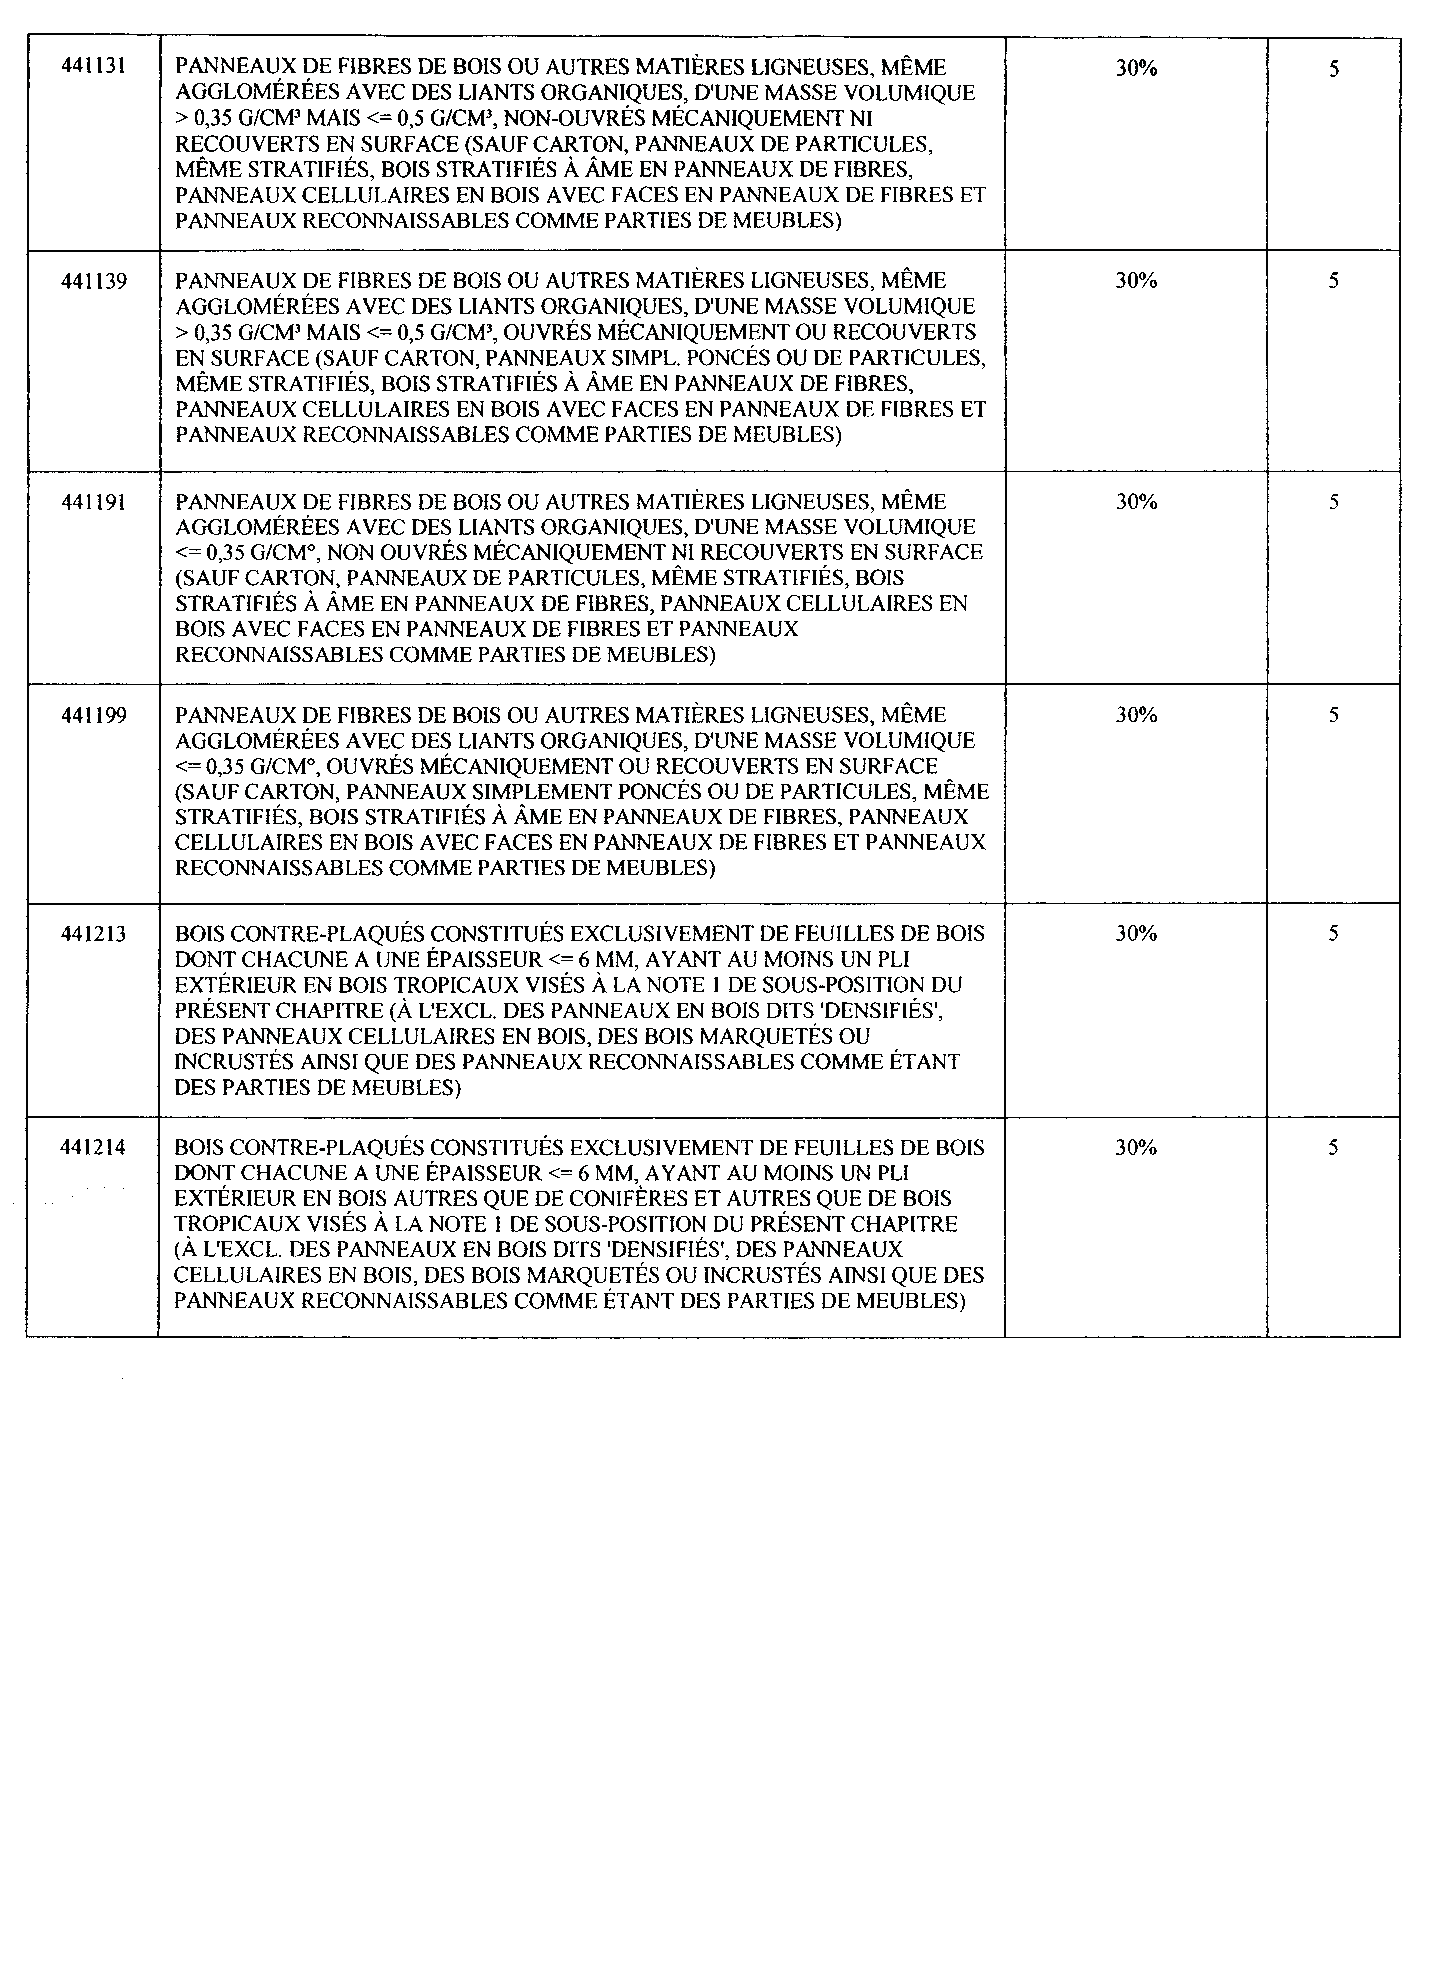 441131 PANNEAUX DE FIBRES DE BOIS OU AUTRES MATIÈRES LIGNEUSES, MÊME 30% 5
AGGLOMÉRÉES AVEC DES LIANTS ORGANIQUES, D'UNE MASSE VOLUMIQUE
> 0,35 G/CM³ MAIS <= 0,5 G/CM³, NON-OUVRÉS MÉCANIQUEMENT NI
RECOUVERTS EN SURFACE (SAUF CARTON, PANNEAUX DE PARTICULES,
MÊME STRATIFIÉS, BOIS STRATIFIÉS À ÂME EN PANNEAUX DE FIBRES,
PANNEAUX CELLULAIRES EN BOIS AVEC FACES EN PANNEAUX DE FIBRES ET
PANNEAUX RECONNAISSABLES COMME PARTIES DE MEUBLES)
441139 PANNEAUX DE FIBRES DE BOIS OU AUTRES MATIÈRES LIGNEUSES, MÊME 30% 5
AGGLOMÉRÉES AVEC DES LIANTS ORGANIQUES, D'UNE MASSE VOLUMIQUE
> 0,35 G/CM³ MAIS <= 0,5 G/CM³, OUVRÉS MÉCANIQUEMENT OU RECOUVERTS
EN SURFACE (SAUF CARTON, PANNEAUX SIMPL. PONCÉS OU DE PARTICULES,
MÊME STRATIFIÉS, BOIS STRATIFIÉS À ÂME EN PANNEAUX DE FIBRES,
PANNEAUX CELLULAIRES EN BOIS AVEC FACES EN PANNEAUX DE FIBRES ET
PANNEAUX RECONNAISSABLES COMME PARTIES DE MEUBLES)
441191 PANNEAUX DE FIBRES DE BOIS OU AUTRES MATIÈRES LIGNEUSES, MÊME 30% 5
AGGLOMÉRÉES AVEC DES LIANTS ORGANIQUES, D'UNE MASSE VOLUMIQUE
<= 0,35 G/CM°, NON OUVRÉS MÉCANIQUEMENT NI RECOUVERTS EN SURFACE
(SAUF CARTON, PANNEAUX DE PARTICULES, MÊME STRATIFIÉS, BOIS
STRATIFIÉS À ÂME EN PANNEAUX DE FIBRES, PANNEAUX CELLULAIRES EN
BOIS AVEC FACES EN PANNEAUX DE FIBRES ET PANNEAUX
RECONNAISSABLES COMME PARTIES DE MEUBLES)
441199 PANNEAUX DE FIBRES DE BOIS OU AUTRES MATIÈRES LIGNEUSES, MÊME 30% 5
AGGLOMÉRÉES AVEC DES LIANTS ORGANIQUES, D'UNE MASSE VOLUMIQUE
<= 0,35 G/CM°, OUVRÉS MÉCANIQUEMENT OU RECOUVERTS EN SURFACE
(SAUF CARTON, PANNEAUX SIMPLEMENT PONCÉS OU DE PARTICULES, MÊME
STRATIFIÉS, BOIS STRATIFIÉS À ÂME EN PANNEAUX DE FIBRES, PANNEAUX
CELLULAIRES EN BOIS AVEC FACES EN PANNEAUX DE FIBRES ET PANNEAUX
RECONNAISSABLES COMME PARTIES DE MEUBLES)
441213 BOIS CONTRE-PLAQUÉS CONSTITUÉS EXCLUSIVEMENT DE FEUILLES DE BOIS 30% 5
DONT CHACUNE A UNE ÉPAISSEUR <= 6 MM, AYANT AU MOINS UN PLI
EXTÉRIEUR EN BOIS TROPICAUX VISÉS À LA NOTE 1 DE SOUS-POSITION DU
PRÉSENT CHAPITRE (À L'EXCL. DES PANNEAUX EN BOIS DITS 'DENSIFIÉS',
DES PANNEAUX CELLULAIRES EN BOIS, DES BOIS MARQUETÉS OU
INCRUSTÉS AINSI QUE DES PANNEAUX RECONNAISSABLES COMME ÉTANT
DES PARTIES DE MEUBLES)
441214 BOIS CONTRE-PLAQUÉS CONSTITUÉS EXCLUSIVEMENT DE FEUILLES DE BOIS 30% 5
DONT CHACUNE A UNE ÉPAISSEUR <= 6 MM, AYANT AU MOINS UN PLI
EXTÉRIEUR EN BOIS AUTRES QUE DE CONIFÈRES ET AUTRES QUE DE BOIS
TROPICAUX VISÉS À LA NOTE 1 DE SOUS-POSITION DU PRÉSENT CHAPITRE
(À L'EXCL. DES PANNEAUX EN BOIS DITS 'DENSIFIÉS', DES PANNEAUX
CELLULAIRES EN BOIS, DES BOIS MARQUETÉS OU INCRUSTÉS AINSI QUE DES
PANNEAUX RECONNAISSABLES COMME ÉTANT DES PARTIES DE MEUBLES)